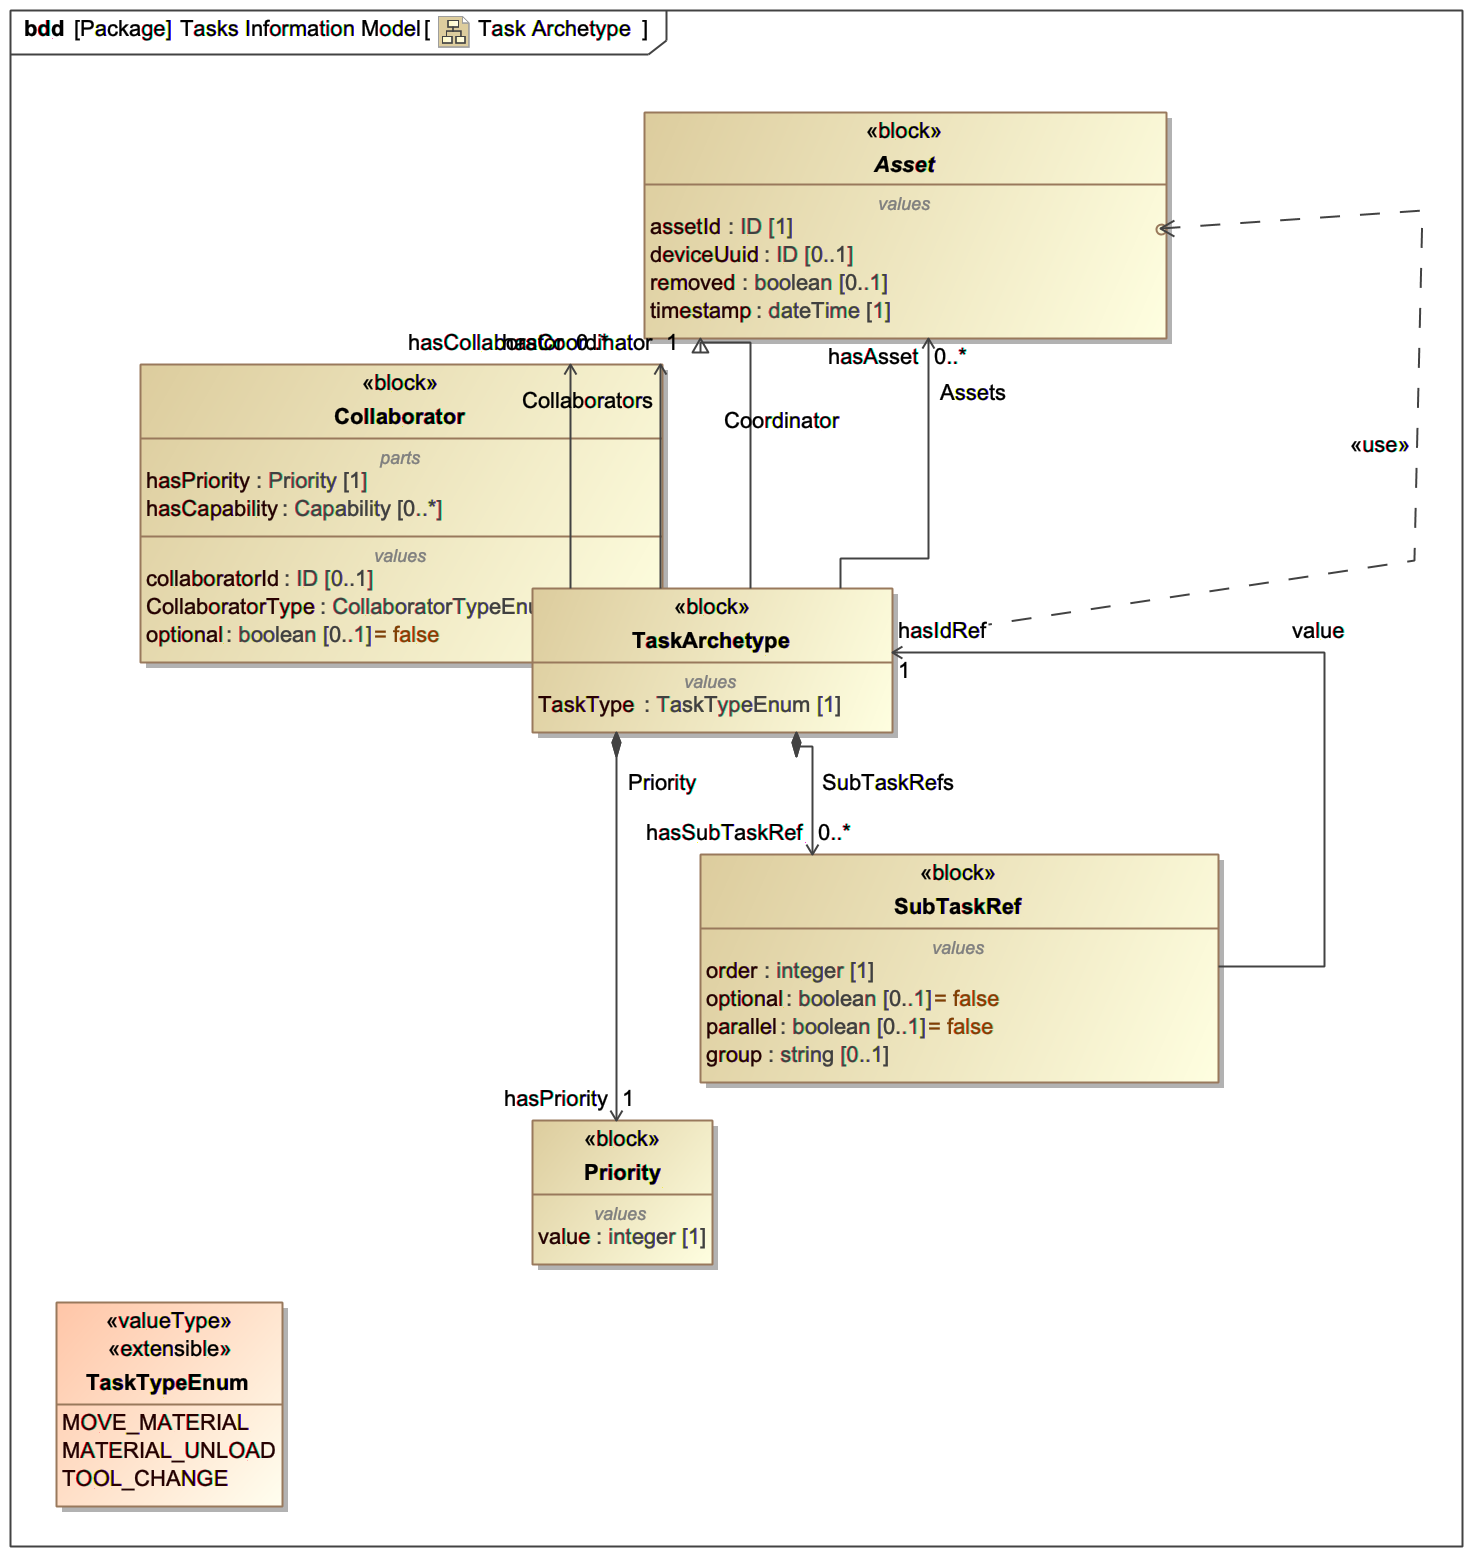 bdd [Package] Tasks Information Model[ Task Archetype ]
«block»
Asset
values
assetId : ID [1]
deviceUuid : ID [0..1]
removed : boolean [0..1]
timestamp : dateTime [1]
hasCollaborator 0..*
hasCoordinator 1
hasAsset 0..*
Collaborators
Coordinator
Assets
«use»
«block»
Collaborator
parts
hasPriority : Priority [1]
hasCapability : Capability [0..*]
values
collaboratorId : ID [0..1]
CollaboratorType : CollaboratorTypeEnu
optional : boolean [0..1] = false
«block»
TaskArchetype
values
TaskType : TaskTypeEnum [1]
hasIdRef
1
value
Priority
SubTaskRefs
hasSubTaskRef 0..*
«block»
SubTaskRef
values
order : integer [1]
optional : boolean [0..1] = false
parallel : boolean [0..1] = false
group : string [0..1]
hasPriority 1
«block»
Priority
values
value : integer [1]
«valueType»
«extensible»
TaskTypeEnum
MOVE_MATERIAL
MATERIAL_UNLOAD
TOOL_CHANGE